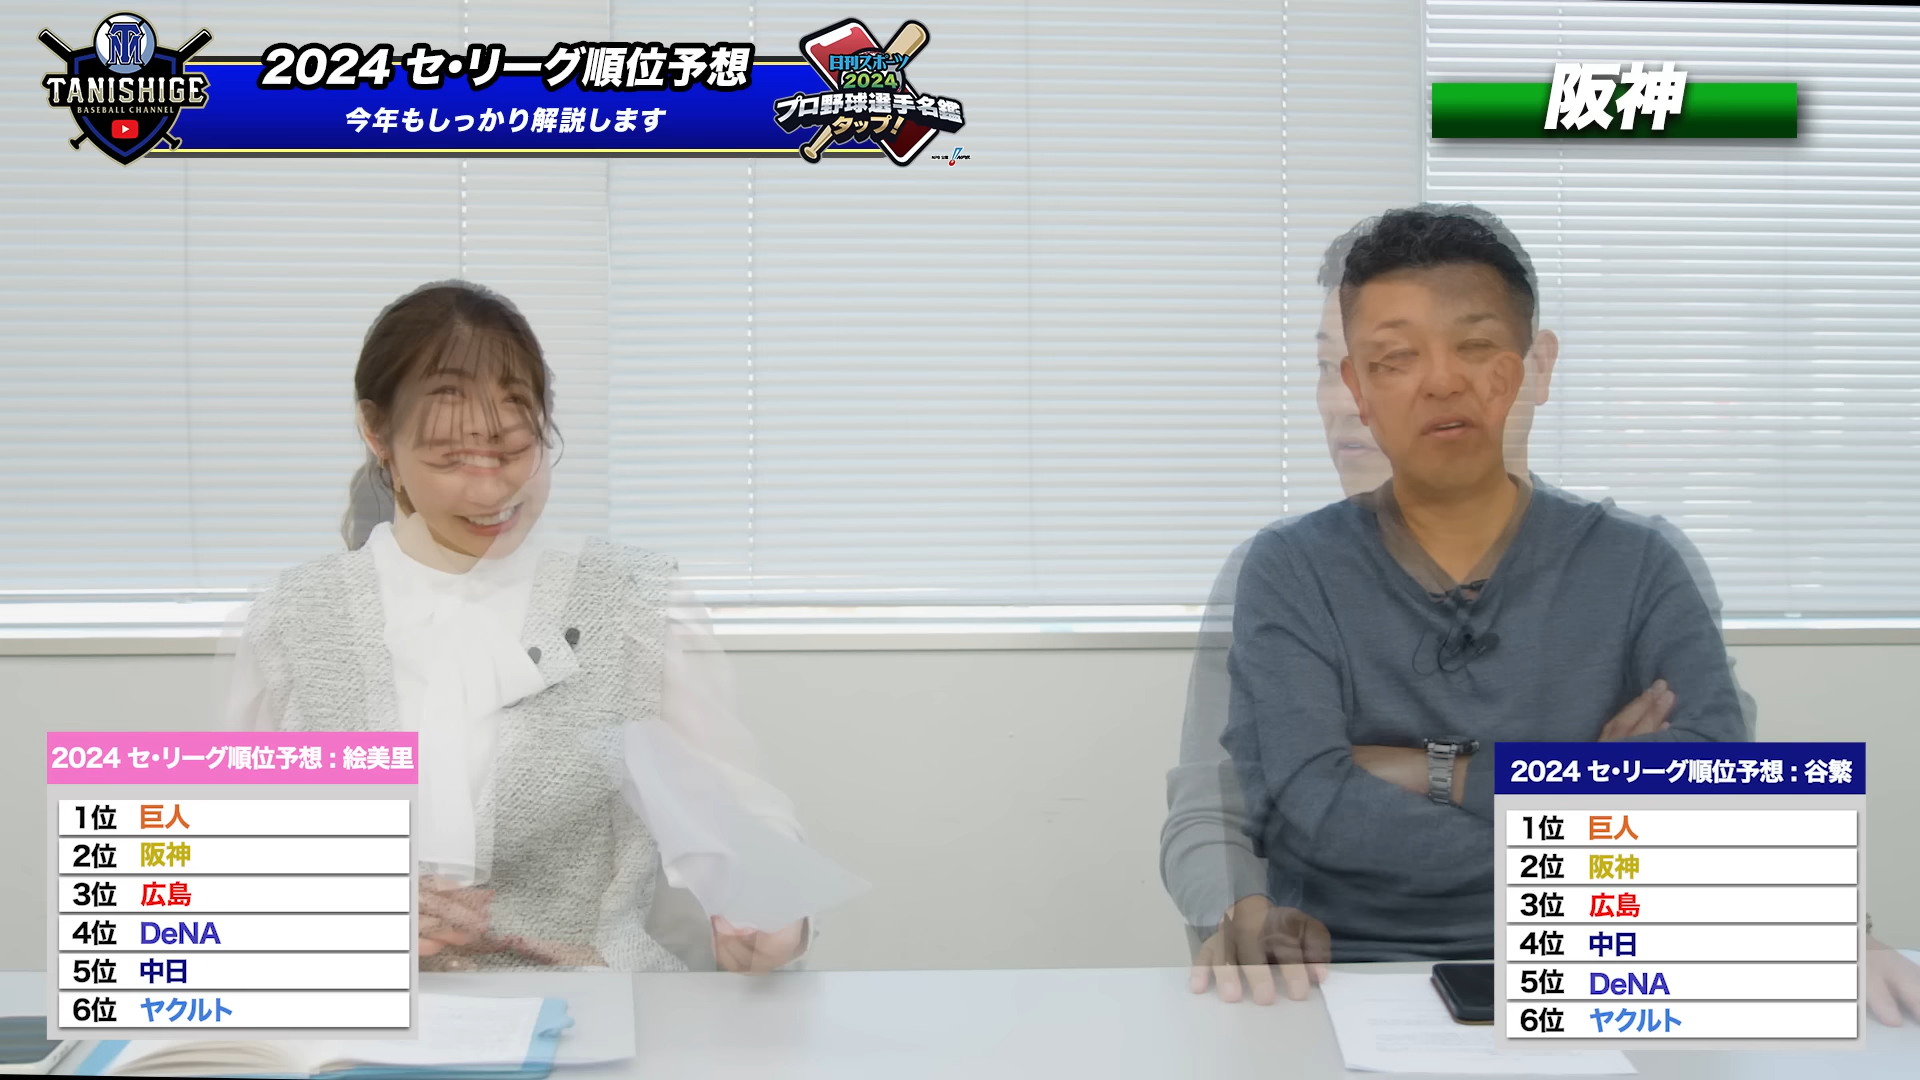 TM
TANISHIGE
BASEBALL CHANNEL
2024 セ・リーグ順位予想
今年もしっかり解説します
日刊スポーツ
2024
プロ野球選手名鑑
タップ！
阪神
2024 セ・リーグ順位予想：絵美里
1位 巨人
2位 阪神
3位 広島
4位 DeNA
5位 中日
6位 ヤクルト
2024 セ・リーグ順位予想：谷繁
1位 巨人
2位 阪神
3位 広島
4位 中日
5位 DeNA
6位 ヤクルト